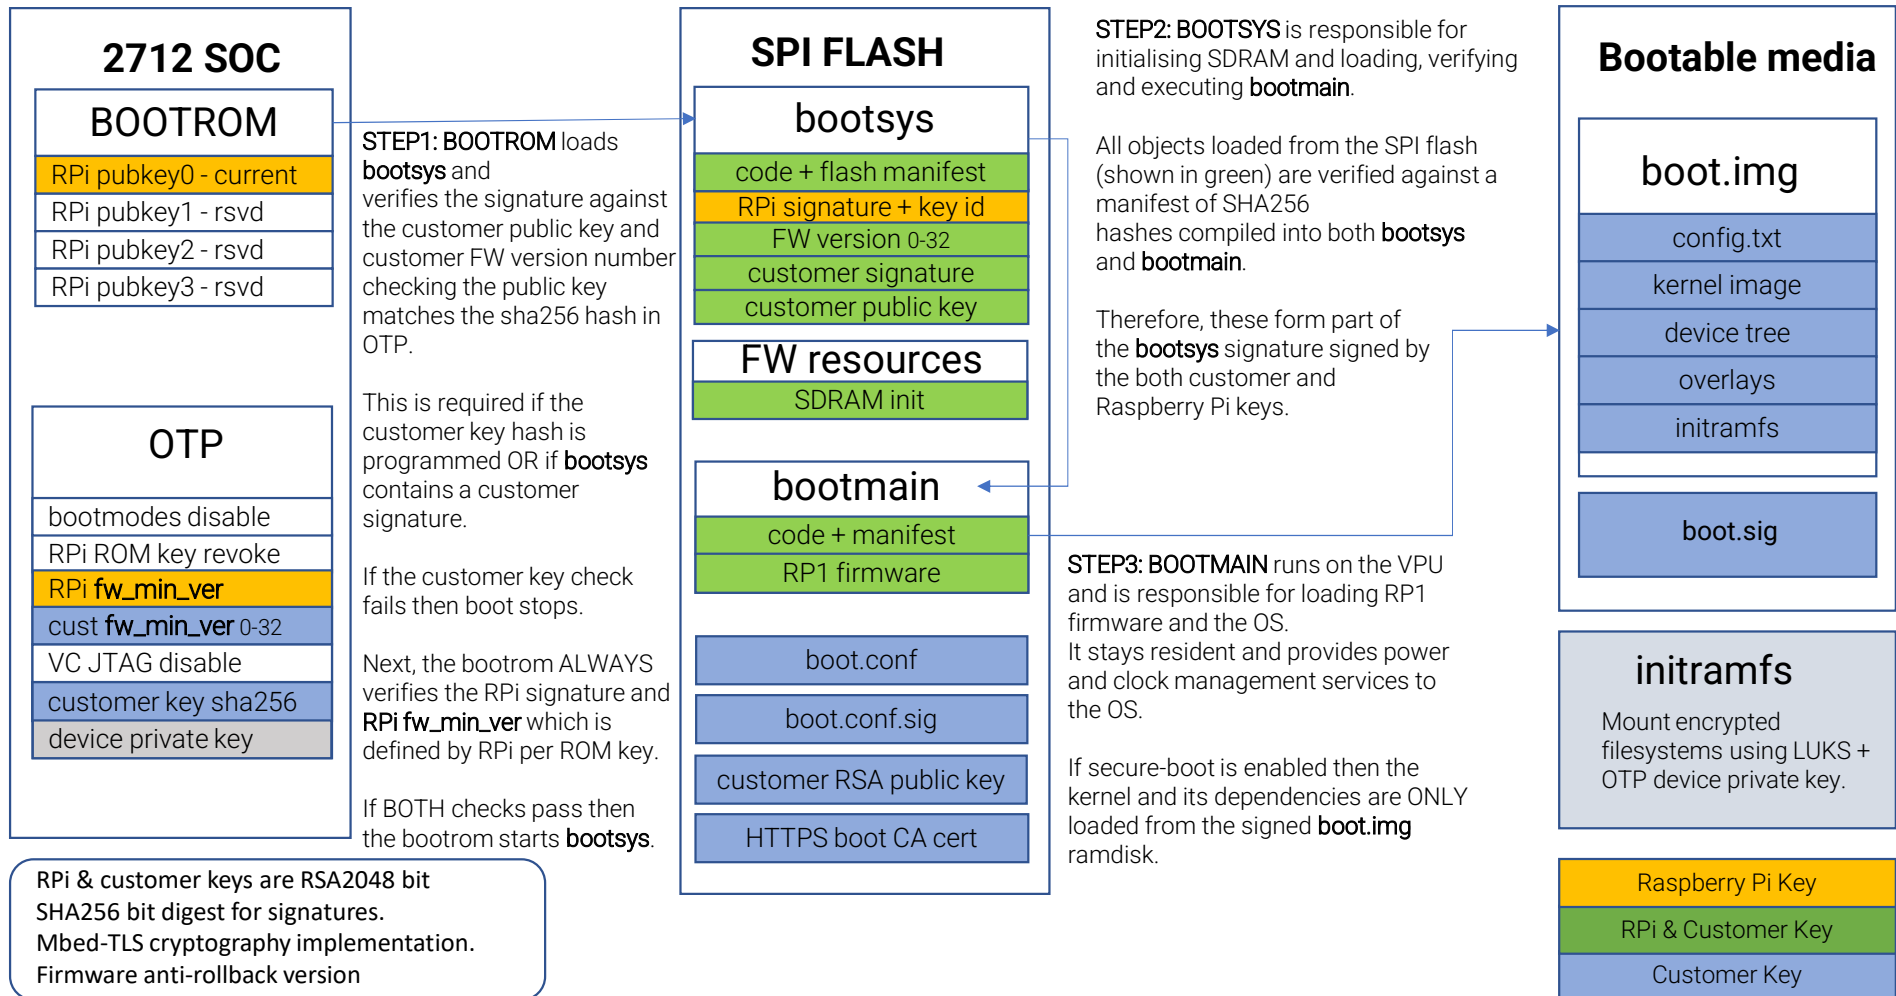 2712 SOC
BOOTROM
RPi pubkey0 - current
RPi pubkey1 - rsvd
RPi pubkey2 - rsvd
RPi pubkey3 - rsvd
OTP
bootmodes disable
RPi ROM key revoke
RPi fw_min_ver
cust fw_min_ver 0-32
VC JTAG disable
customer key sha256
device private key
RPi & customer keys are RSA2048 bit
SHA256 bit digest for signatures.
Mbed-TLS cryptography implementation.
Firmware anti-rollback version
STEP1: BOOTROM loads
bootsys and
verifies the signature against
the customer public key and
customer FW version number
checking the public key
matches the sha256 hash in
OTP.
This is required if the
customer key hash is
programmed OR if bootsys
contains a customer
signature.
If the customer key check
fails then boot stops.
Next, the bootrom ALWAYS
verifies the RPi signature and
RPi fw_min_ver which is
defined by RPi per ROM key.
If BOTH checks pass then
the bootrom starts bootsys.
SPI FLASH
bootsys
code + flash manifest
RPi signature + key id
FW version 0-32
customer signature
customer public key
FW resources
SDRAM init
bootmain
code + manifest
RP1 firmware
boot.conf
boot.conf.sig
customer RSA public key
HTTPS boot CA cert
STEP2: BOOTSYS is responsible for
initialising SDRAM and loading, verifying
and executing bootmain.
All objects loaded from the SPI flash
(shown in green) are verified against a
manifest of SHA256
hashes compiled into both bootsys
and bootmain.
Therefore, these form part of
the bootsys signature signed by
the both customer and
Raspberry Pi keys.
STEP3: BOOTMAIN runs on the VPU
and is responsible for loading RP1
firmware and the OS.
It stays resident and provides power
and clock management services to
the OS.
If secure-boot is enabled then the
kernel and its dependencies are ONLY
loaded from the signed boot.img
ramdisk.
Bootable media
boot.img
config.txt
kernel image
device tree
overlays
initramfs
boot.sig
initramfs
Mount encrypted
filesystems using LUKS +
OTP device private key.
Raspberry Pi Key
RPi & Customer Key
Customer Key